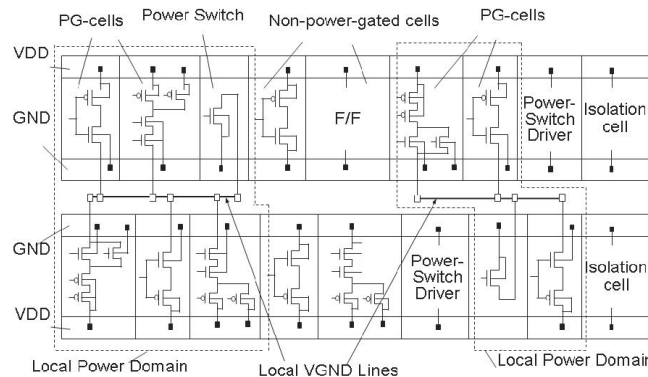 PG-cells
Power Switch
Non-power-gated cells
PG-cells
VDD
GND
F/F
Power-
Switch
Driver
Isolation
cell
GND
VDD
Power-
Switch
Driver
Isolation
cell
Local Power Domain
Local VGND Lines
Local Power Domain